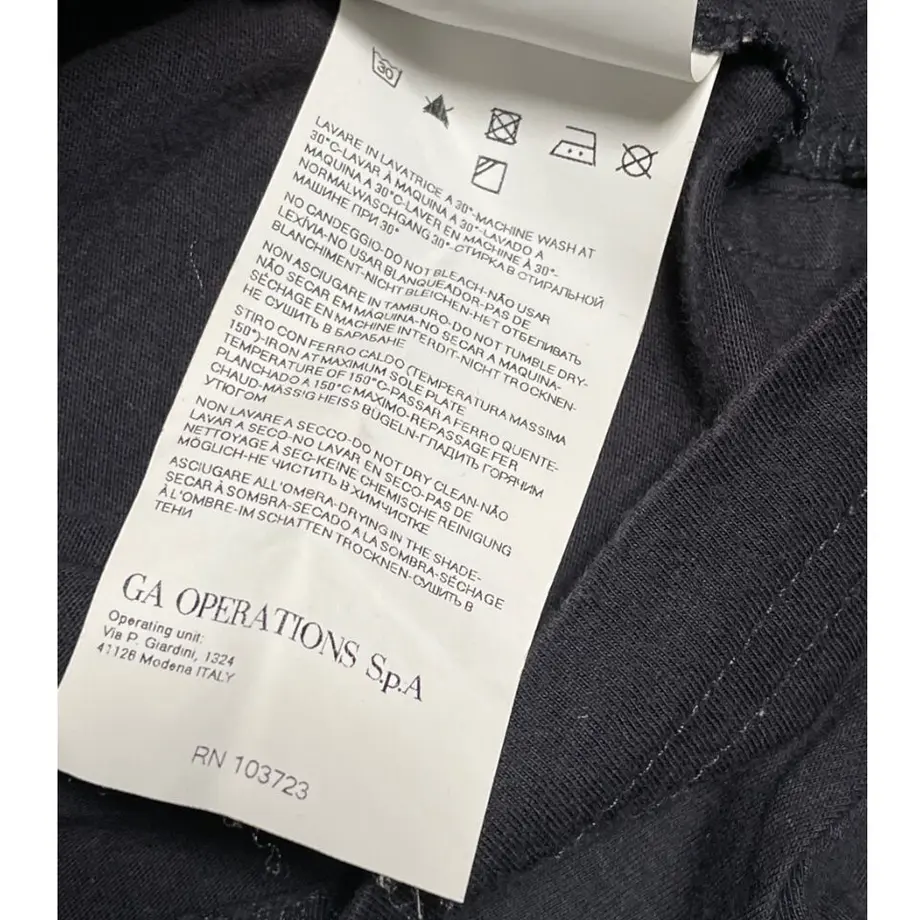 30
LAVARE IN LAVATRICE A 30°-MACHINE WASH AT
30°C-LAVAR À MAQUINA A 30°-LAVADO A
MAQUINA A 30°C-LAVER EN MACHINE À 30°-
NORMALWASCHGANG 30°-СТИРКА В СТИРАЛЬНОЙ
МАШИНЕ ПРИ 30°
NO CANDEGGIO-DO NOT BLEACH-NÃO USAR
LEXÍVIA-NO USAR BLANQUEADOR-PAS DE
BLANCHIMENT-NICHT BLEICHEN-НЕТ ОТБЕЛИВАТЬ
NON ASCIUGARE IN TAMBURO-DO NOT TUMBLE DRY-
NÃO SECAR EM MÁQUINA-NO SECAR A MAQUINA-
SÉCHAGE EN MACHINE INTERDIT-NICHT TROCKNEN-
НЕ СУШИТЬ В БАРАБАНЕ
STIRO CON FERRO CALDO (TEMPERATURA MASSIMA
150°)-IRON AT MAXIMUM SOLE PLATE
TEMPERATURE OF 150°C-PASSAR A FERRO QUENTE-
PLANCHADO A 150°C MAXIMO-REPASSAGE FER
CHAUD-MÄSSIG HEISS BÜGELN-ГЛАДИТЬ ГОРЯЧИМ
УТЮГОМ
NON LAVARE A SECCO-DO NOT DRY CLEAN-NÃO
LAVAR A SECO-NO LAVAR EN SECO-PAS DE
NETTOYAGE À SEC-KEINE CHEMISCHE REINIGUNG
MÖGLICH-НЕ ЧИСТИТЬ В ХИМЧИСТКЕ
ASCIUGARE ALL'OMBRA-DRYING IN THE SHADE-
SECAR À SOMBRA-SECADO A LA SOMBRA-SÉCHAGE
À L'OMBRE-IM SCHATTEN TROCKNEN-СУШИТЬ В
ТЕНИ
GA OPERATIONS S.p.A
Operating unit:
Via P. Giardini, 1324
41126 Modena ITALY
RN 103723